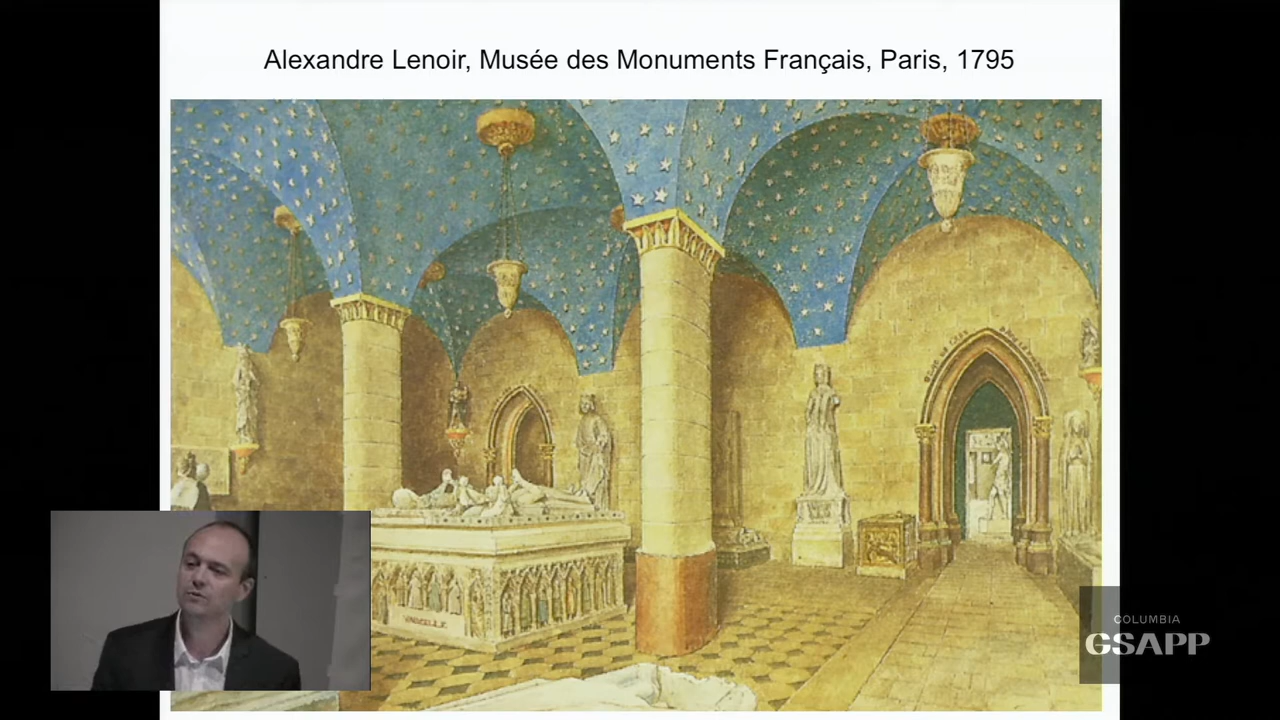 Alexandre Lenoir, Musée des Monuments Français, Paris, 1795
COLUMBIA
GSAPP